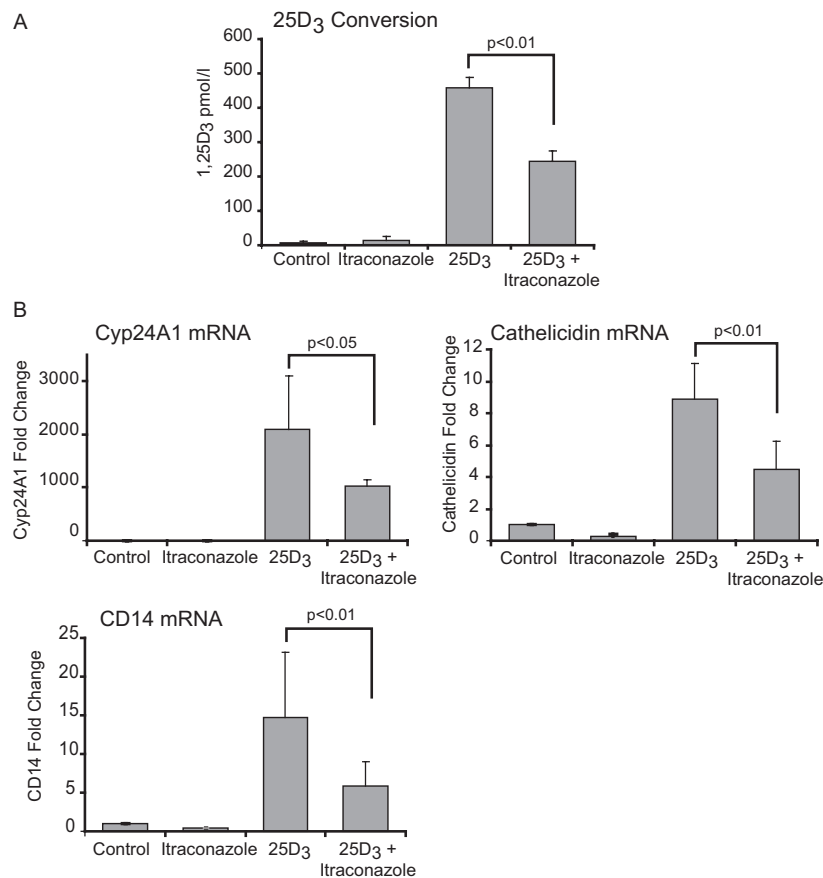 A
25D3 Conversion
p<0.01
1,25D3 pmol/l
600
500
400
300
200
100
0
Control Itraconazole 25D3 25D3 + Itraconazole
B
Cyp24A1 mRNA
p<0.05
Cyp24A1 Fold Change
3000
2000
1000
0
Control Itraconazole 25D3 25D3 + Itraconazole
Cathelicidin mRNA
p<0.01
Cathelicidin Fold Change
12
10
8
6
4
2
0
Control Itraconazole 25D3 25D3 + Itraconazole
CD14 mRNA
p<0.01
CD14 Fold Change
25
20
15
10
5
0
Control Itraconazole 25D3 25D3 + Itraconazole